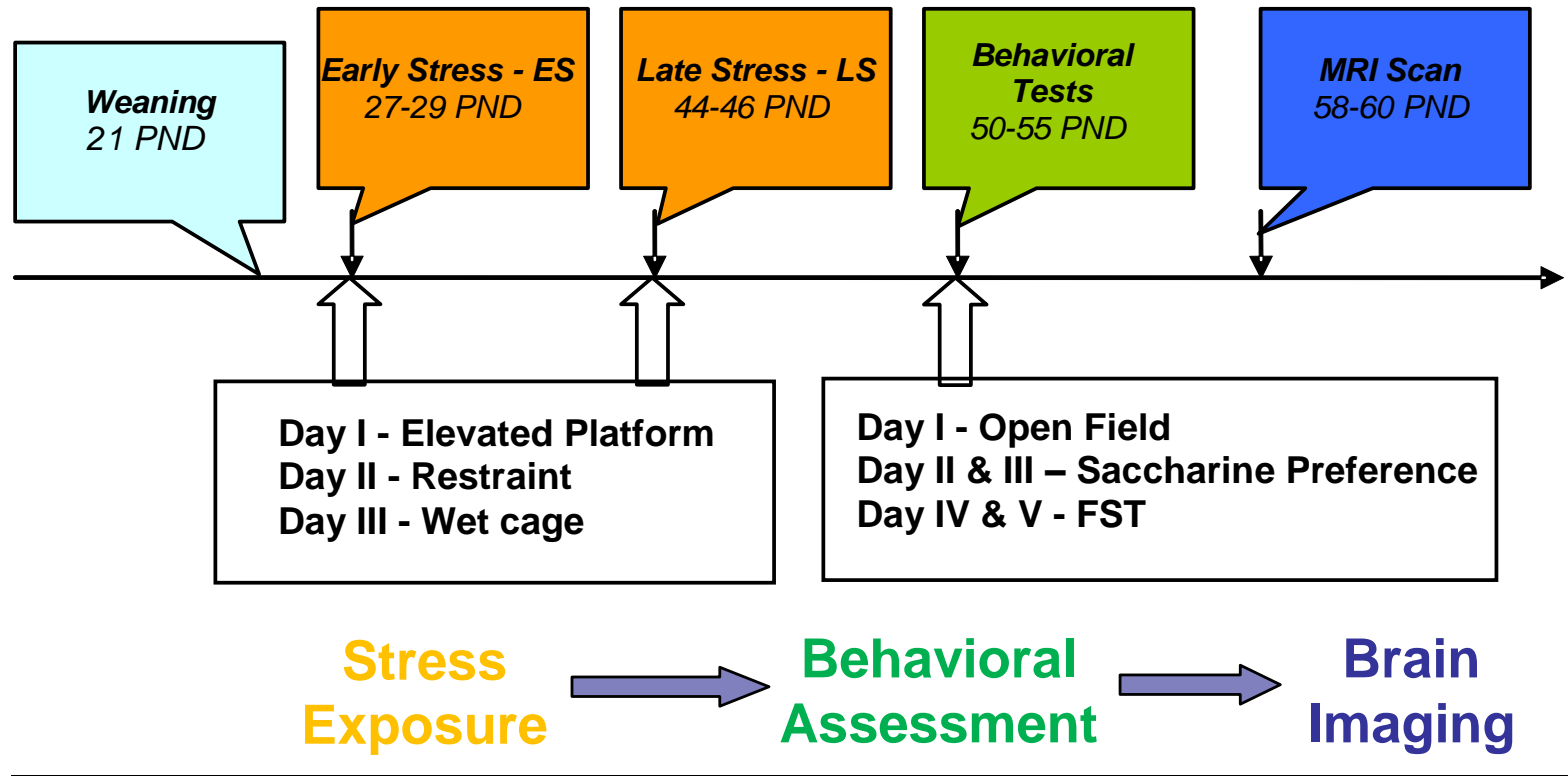 Weaning
21 PND
Early Stress - ES
27-29 PND
Late Stress - LS
44-46 PND
Behavioral
Tests
50-55 PND
MRI Scan
58-60 PND
Day I - Elevated Platform
Day II - Restraint
Day III - Wet cage
Day I - Open Field
Day II & III – Saccharine Preference
Day IV & V - FST
Stress
Exposure
Behavioral
Assessment
Brain
Imaging